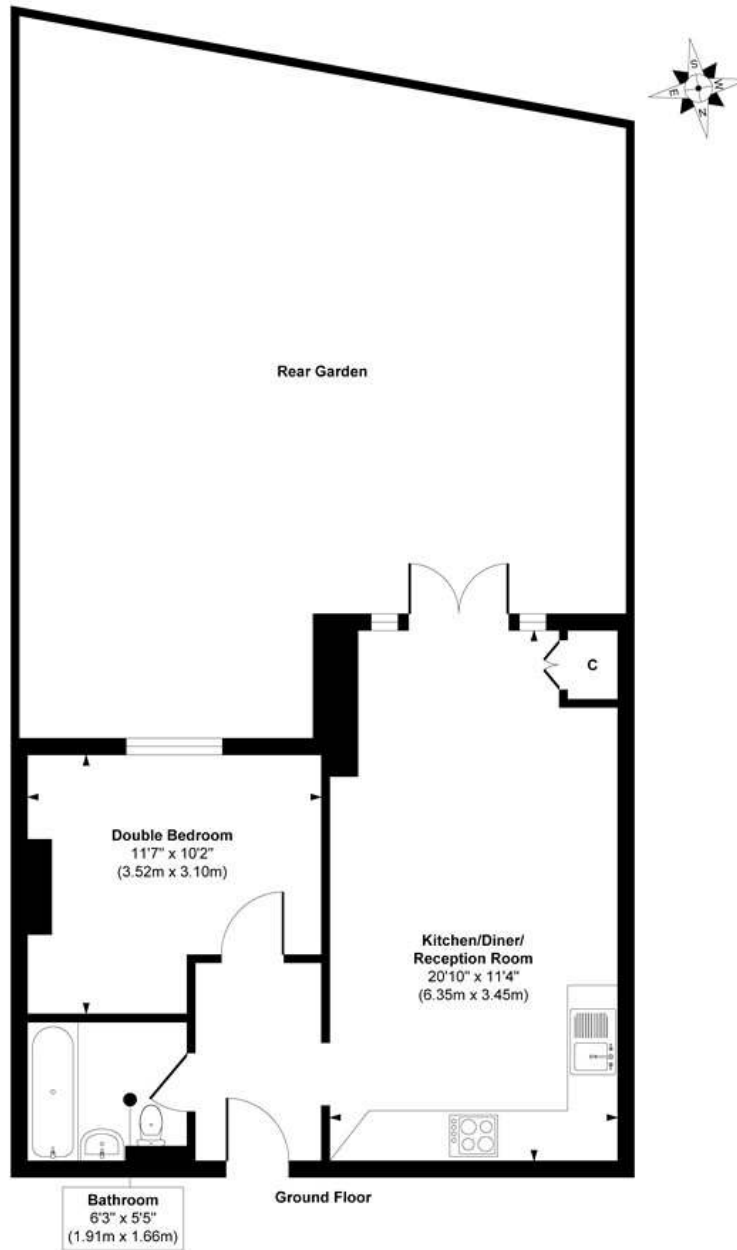 S
E
W
N
Rear Garden
C
Double Bedroom
11'7" x 10'2"
(3.52m x 3.10m)
Kitchen/Diner/
Reception Room
20'10" x 11'4"
(6.35m x 3.45m)
Ground Floor
Bathroom
6'3" x 5'5"
(1.91m x 1.66m)